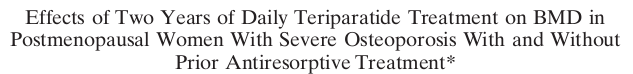 Effects of Two Years of Daily Teriparatide Treatment on BMD in
Postmenopausal Women With Severe Osteoporosis With and Without
Prior Antiresorptive Treatment*